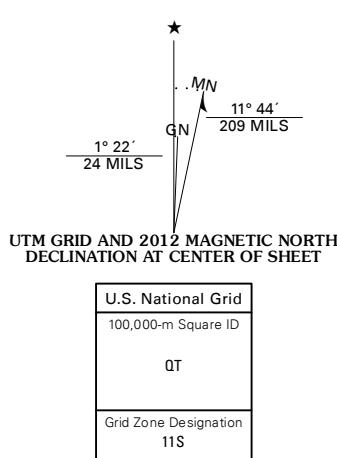 ★
MN
11° 44´
209 MILS
GN
1° 22´
24 MILS
UTM GRID AND 2012 MAGNETIC NORTH
DECLINATION AT CENTER OF SHEET
U.S. National Grid
100,000-m Square ID
QT
Grid Zone Designation
11S